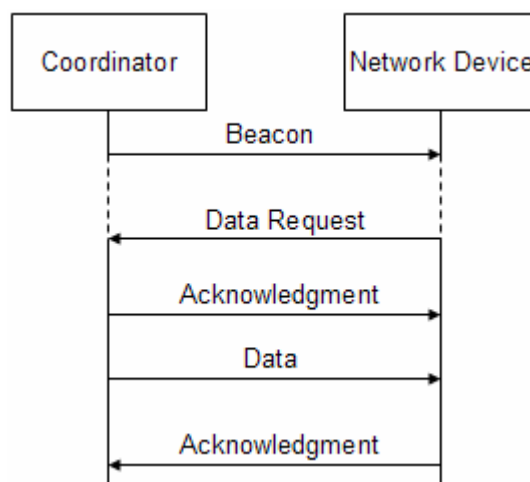 Coordinator
Network Device
Beacon
Data Request
Acknowledgment
Data
Acknowledgment